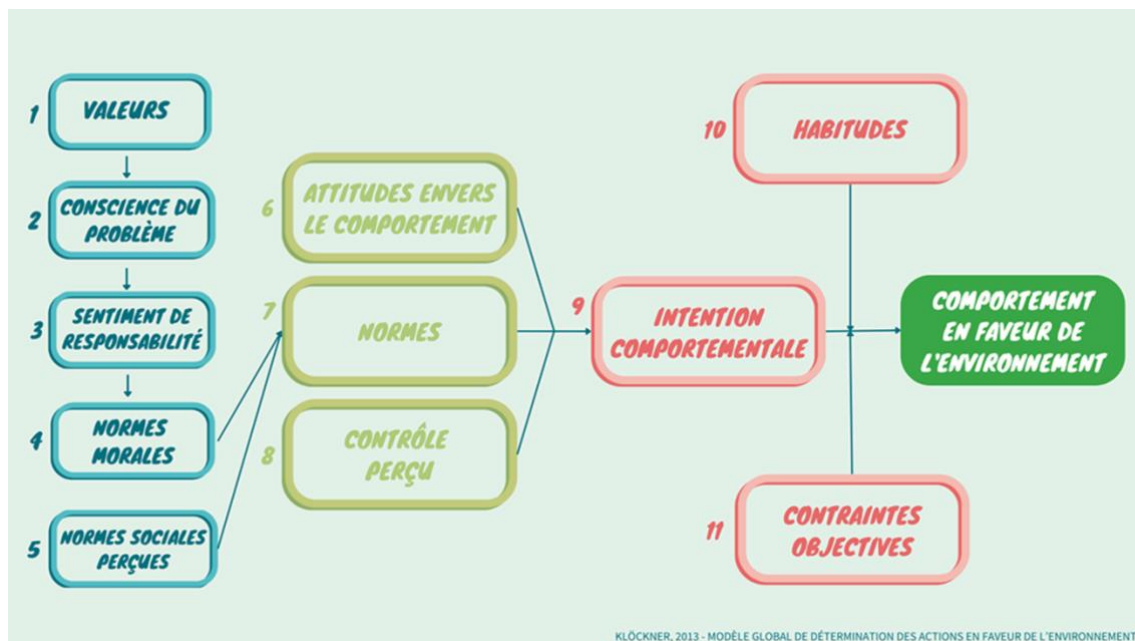 1 VALEURS
2 CONSCIENCE DU
PROBLÈME
3 SENTIMENT DE
RESPONSABILITÉ
4 NORMES
MORALES
5 NORMES SOCIALES
PERÇUES
6 ATTITUDES ENVERS
LE COMPORTEMENT
7 NORMES
8 CONTRÔLE
PERÇU
9 INTENTION
COMPORTEMENTALE
10 HABITUDES
11 CONTRAINTES
OBJECTIVES
COMPORTEMENT
EN FAVEUR DE
L'ENVIRONNEMENT
KLÖCKNER, 2013 - MODÈLE GLOBAL DE DÉTERMINATION DES ACTIONS EN FAVEUR DE L'ENVIRONNEMENT